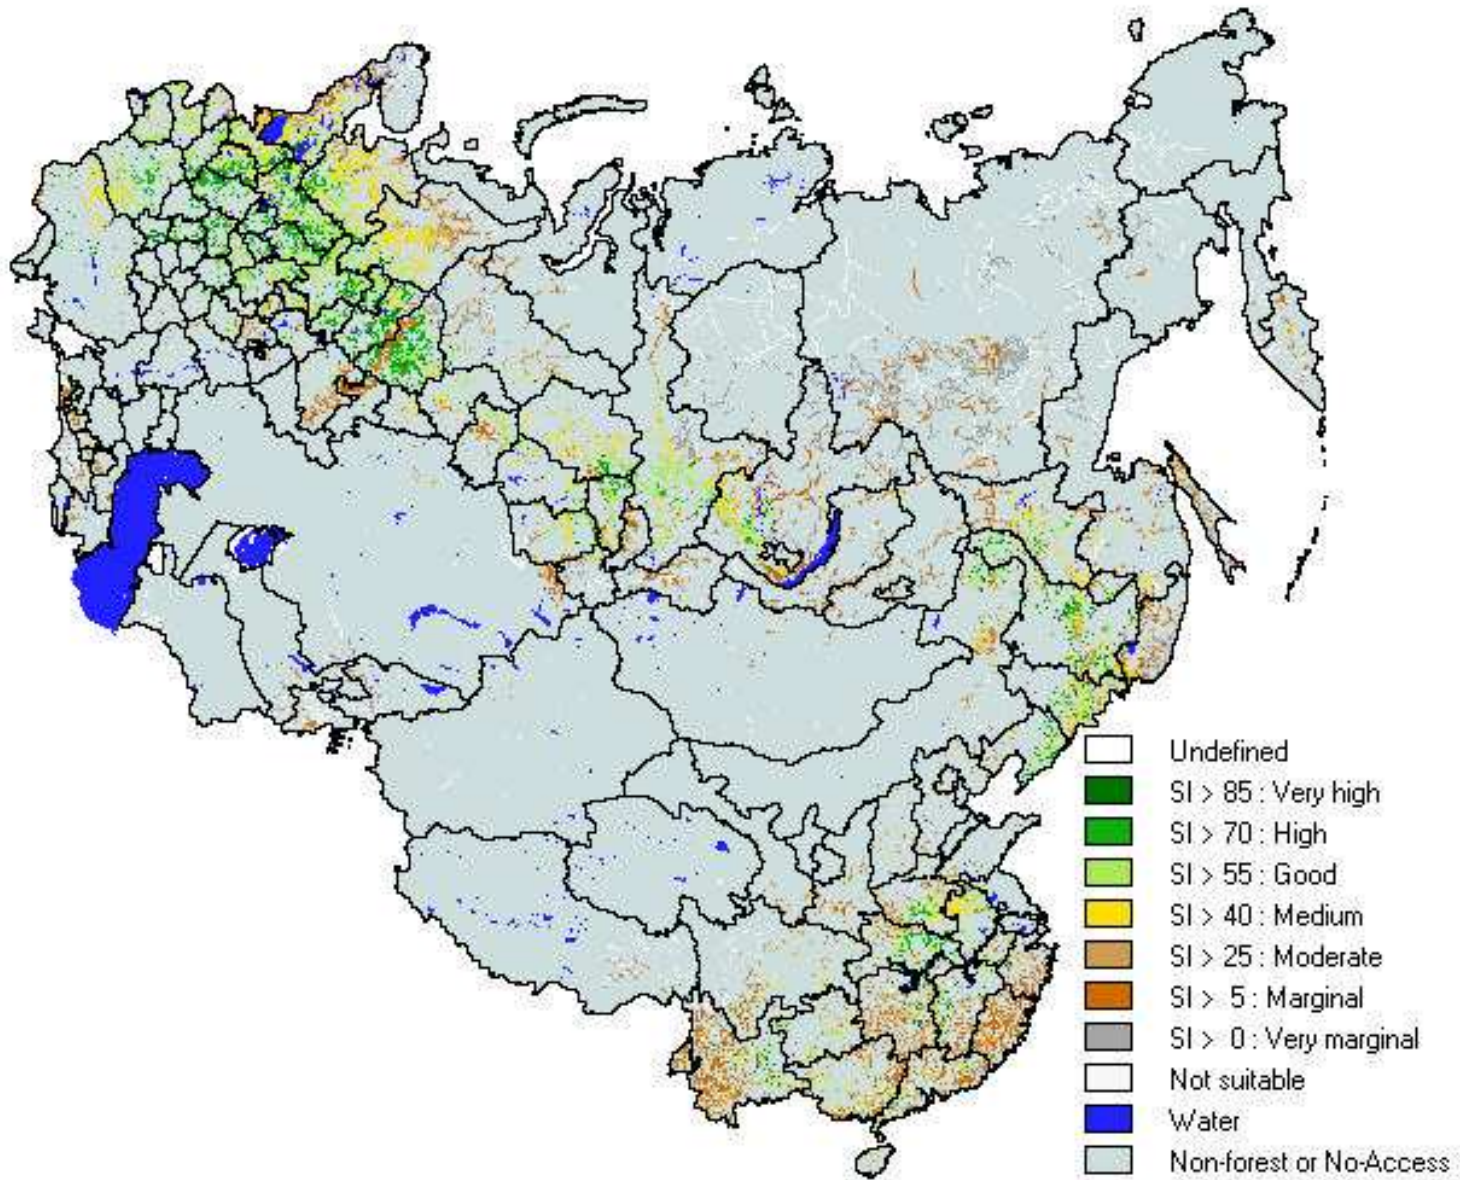 Undefined
SI > 85 : Very high
SI > 70 : High
SI > 55 : Good
SI > 40 : Medium
SI > 25 : Moderate
SI > 5 : Marginal
SI > 0 : Very marginal
Not suitable
Water
Non-forest or No-Access